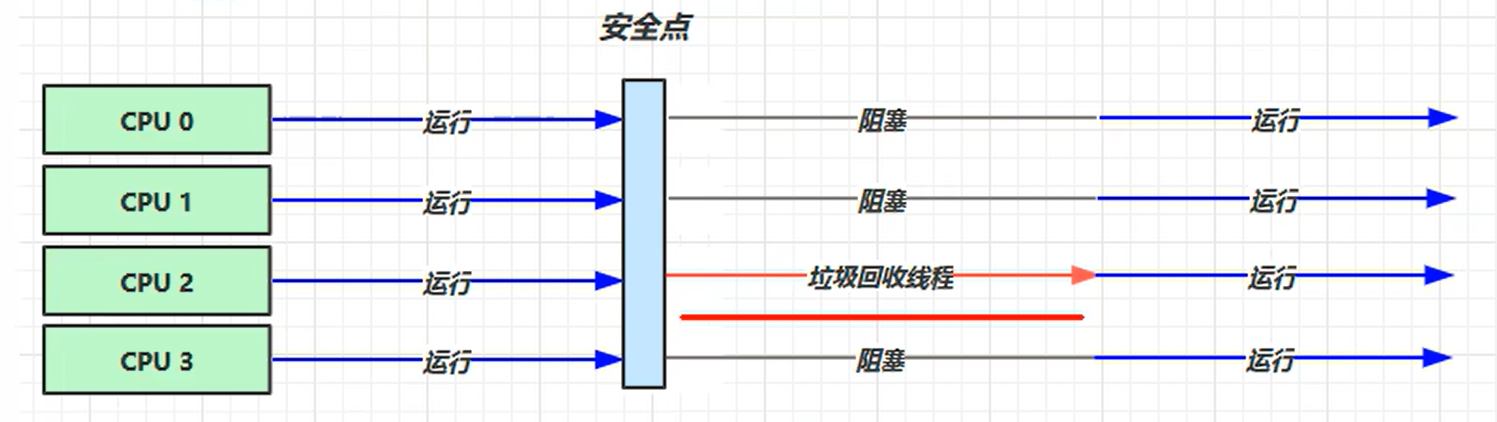 安全点
CPU 0 运行 阻塞 运行
CPU 1 运行 阻塞 运行
CPU 2 运行 垃圾回收线程 运行
CPU 3 运行 阻塞 运行